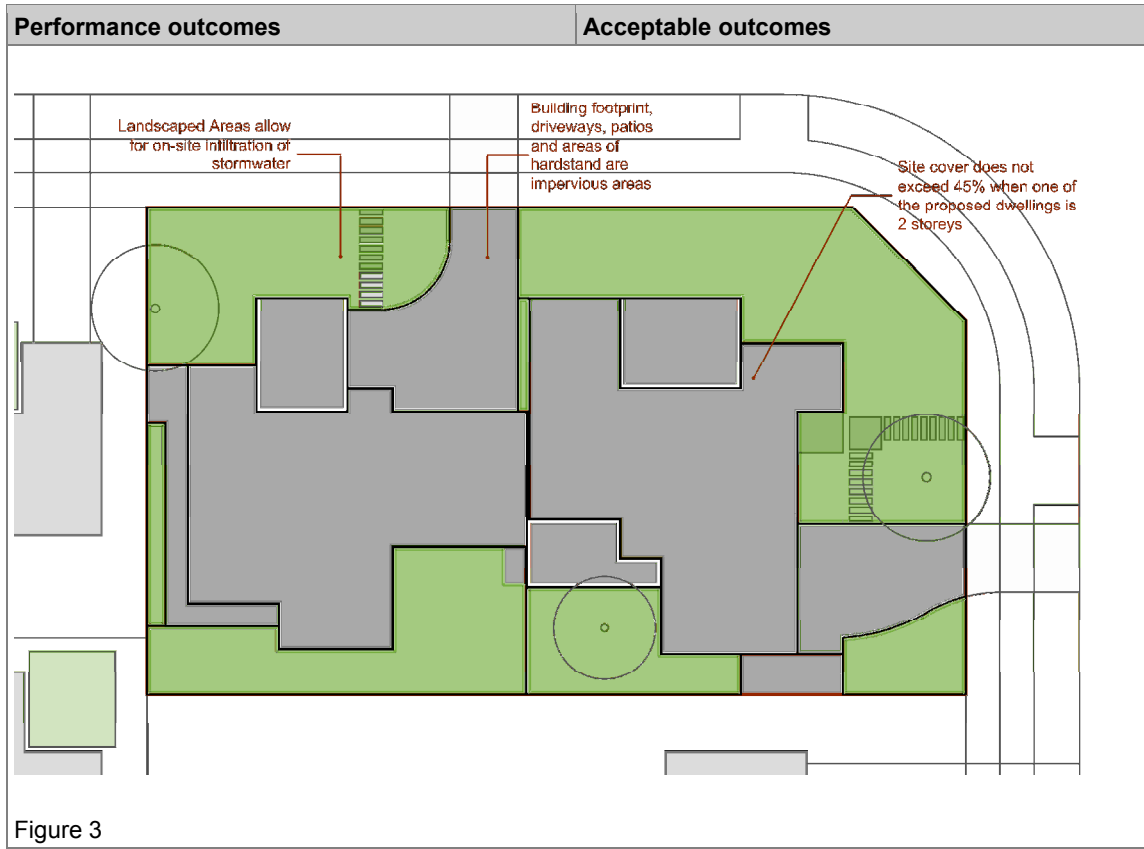 Performance outcomes
Acceptable outcomes
Landscaped Areas allow
for on-site infiltration of
stormwater
Building footprint,
driveways, patios
and areas of
hardstand are
impervious areas
Site cover does not
exceed 45% when one of
the proposed dwellings is
2 storeys
Figure 3